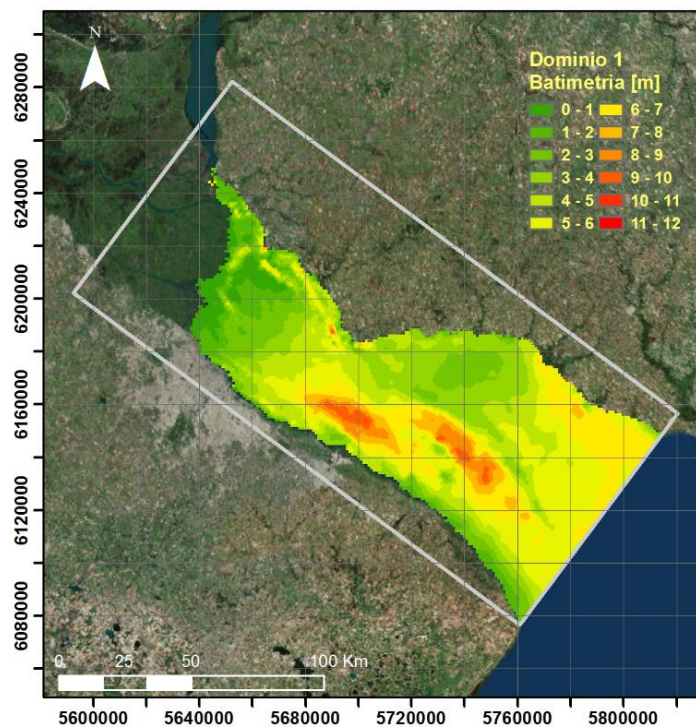 N
Dominio 1
Batimetria [m]
0 - 1 6 - 7
1 - 2 7 - 8
2 - 3 8 - 9
3 - 4 9 - 10
4 - 5 10 - 11
5 - 6 11 - 12
6280000
6240000
6200000
6160000
6120000
6080000
0 25 50 100 Km
5600000 5640000 5680000 5720000 5760000 5800000